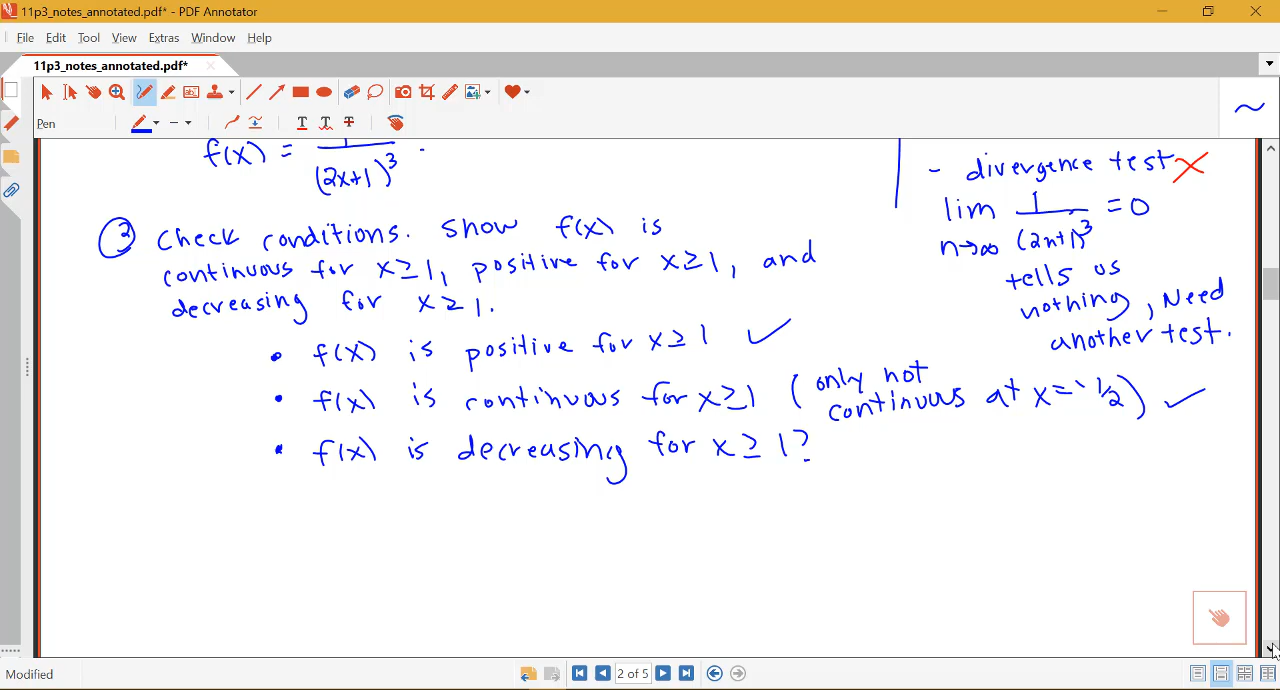 11p3_notes_annotated.pdf* - PDF Annotator
File Edit Tool View Extras Window Help
11p3_notes_annotated.pdf*
Pen
f(x) = 1/(2x+1)^3 .
③ Check conditions. Show f(x) is
continuous for x≥1, positive for x≥1, and
decreasing for x≥1.
• f(x) is positive for x≥1 ✓
• f(x) is continuous for x≥1 (only not
continuous at x=-1/2) ✓
• f(x) is decreasing for x≥1?
- divergence test X
lim n→∞ 1/(2n+1)^3 = 0
tells us
nothing, Need
another test.
Modified
2 of 5